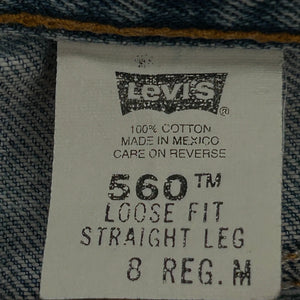 LEVI'S
®
100% COTTON
MADE IN MEXICO
CARE ON REVERSE
560™
LOOSE FIT
STRAIGHT LEG
8 REG.M